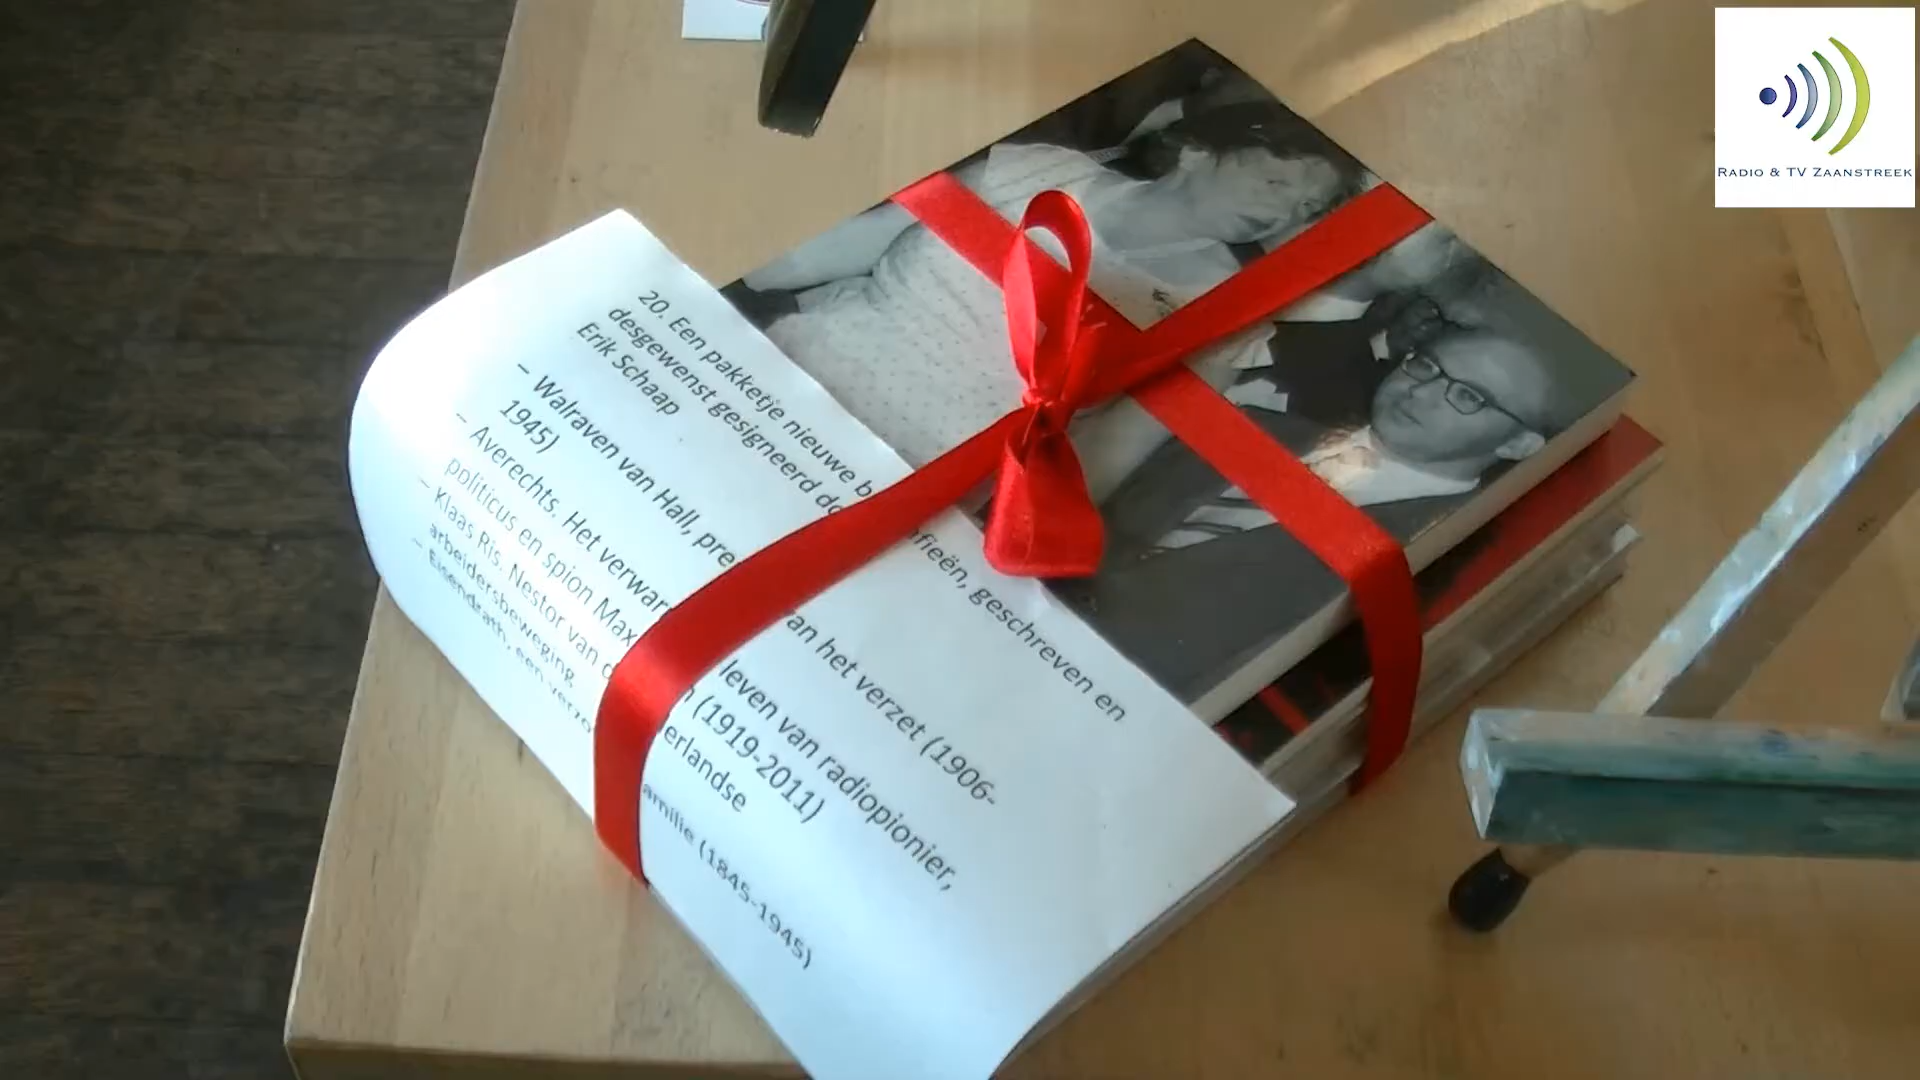 20. Een pakketje nieuwe b fieën, geschreven en
desgewenst gesigneerd do
Erik Schaap
– Walraven van Hall, pre an het verzet (1906-
1945)
– Averechts. Het verwar leven van radiopionier,
politicus en spion Max (1919-2011)
– Klaas Ris. Nestor van d erlandse
arbeidersbeweging
– Eisendrath, een verzo amilie (1845-1945)
RADIO & TV ZAANSTREEK